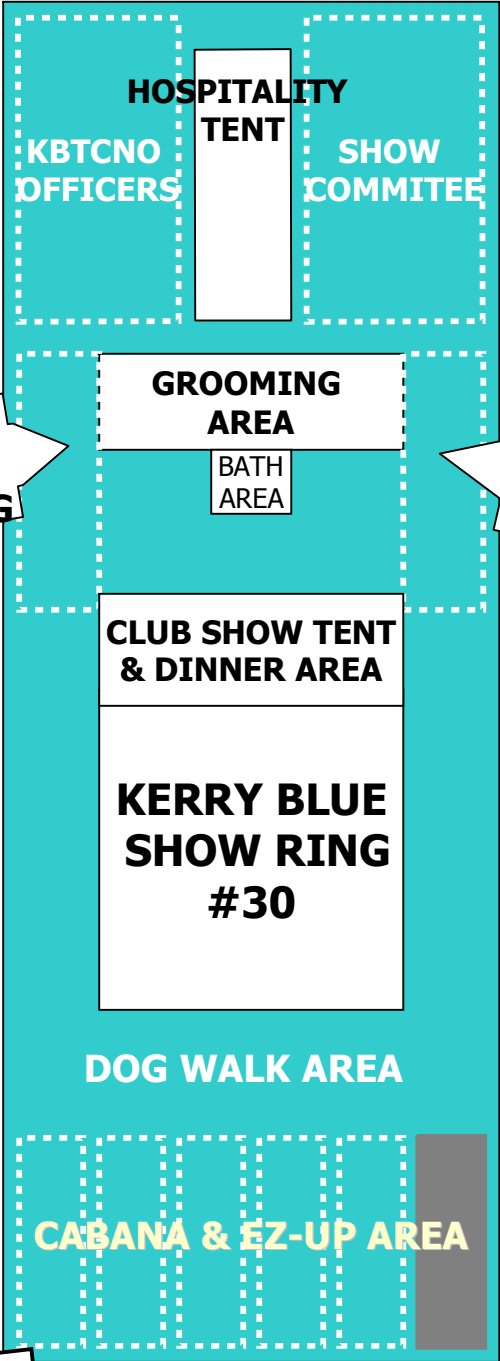 HOSPITALITY
TENT
KBTCNO
OFFICERS
SHOW
COMMITEE
GROOMING
AREA
BATH
AREA
G
CLUB SHOW TENT
& DINNER AREA
KERRY BLUE
SHOW RING
#30
DOG WALK AREA
CABANA & EZ-UP AREA